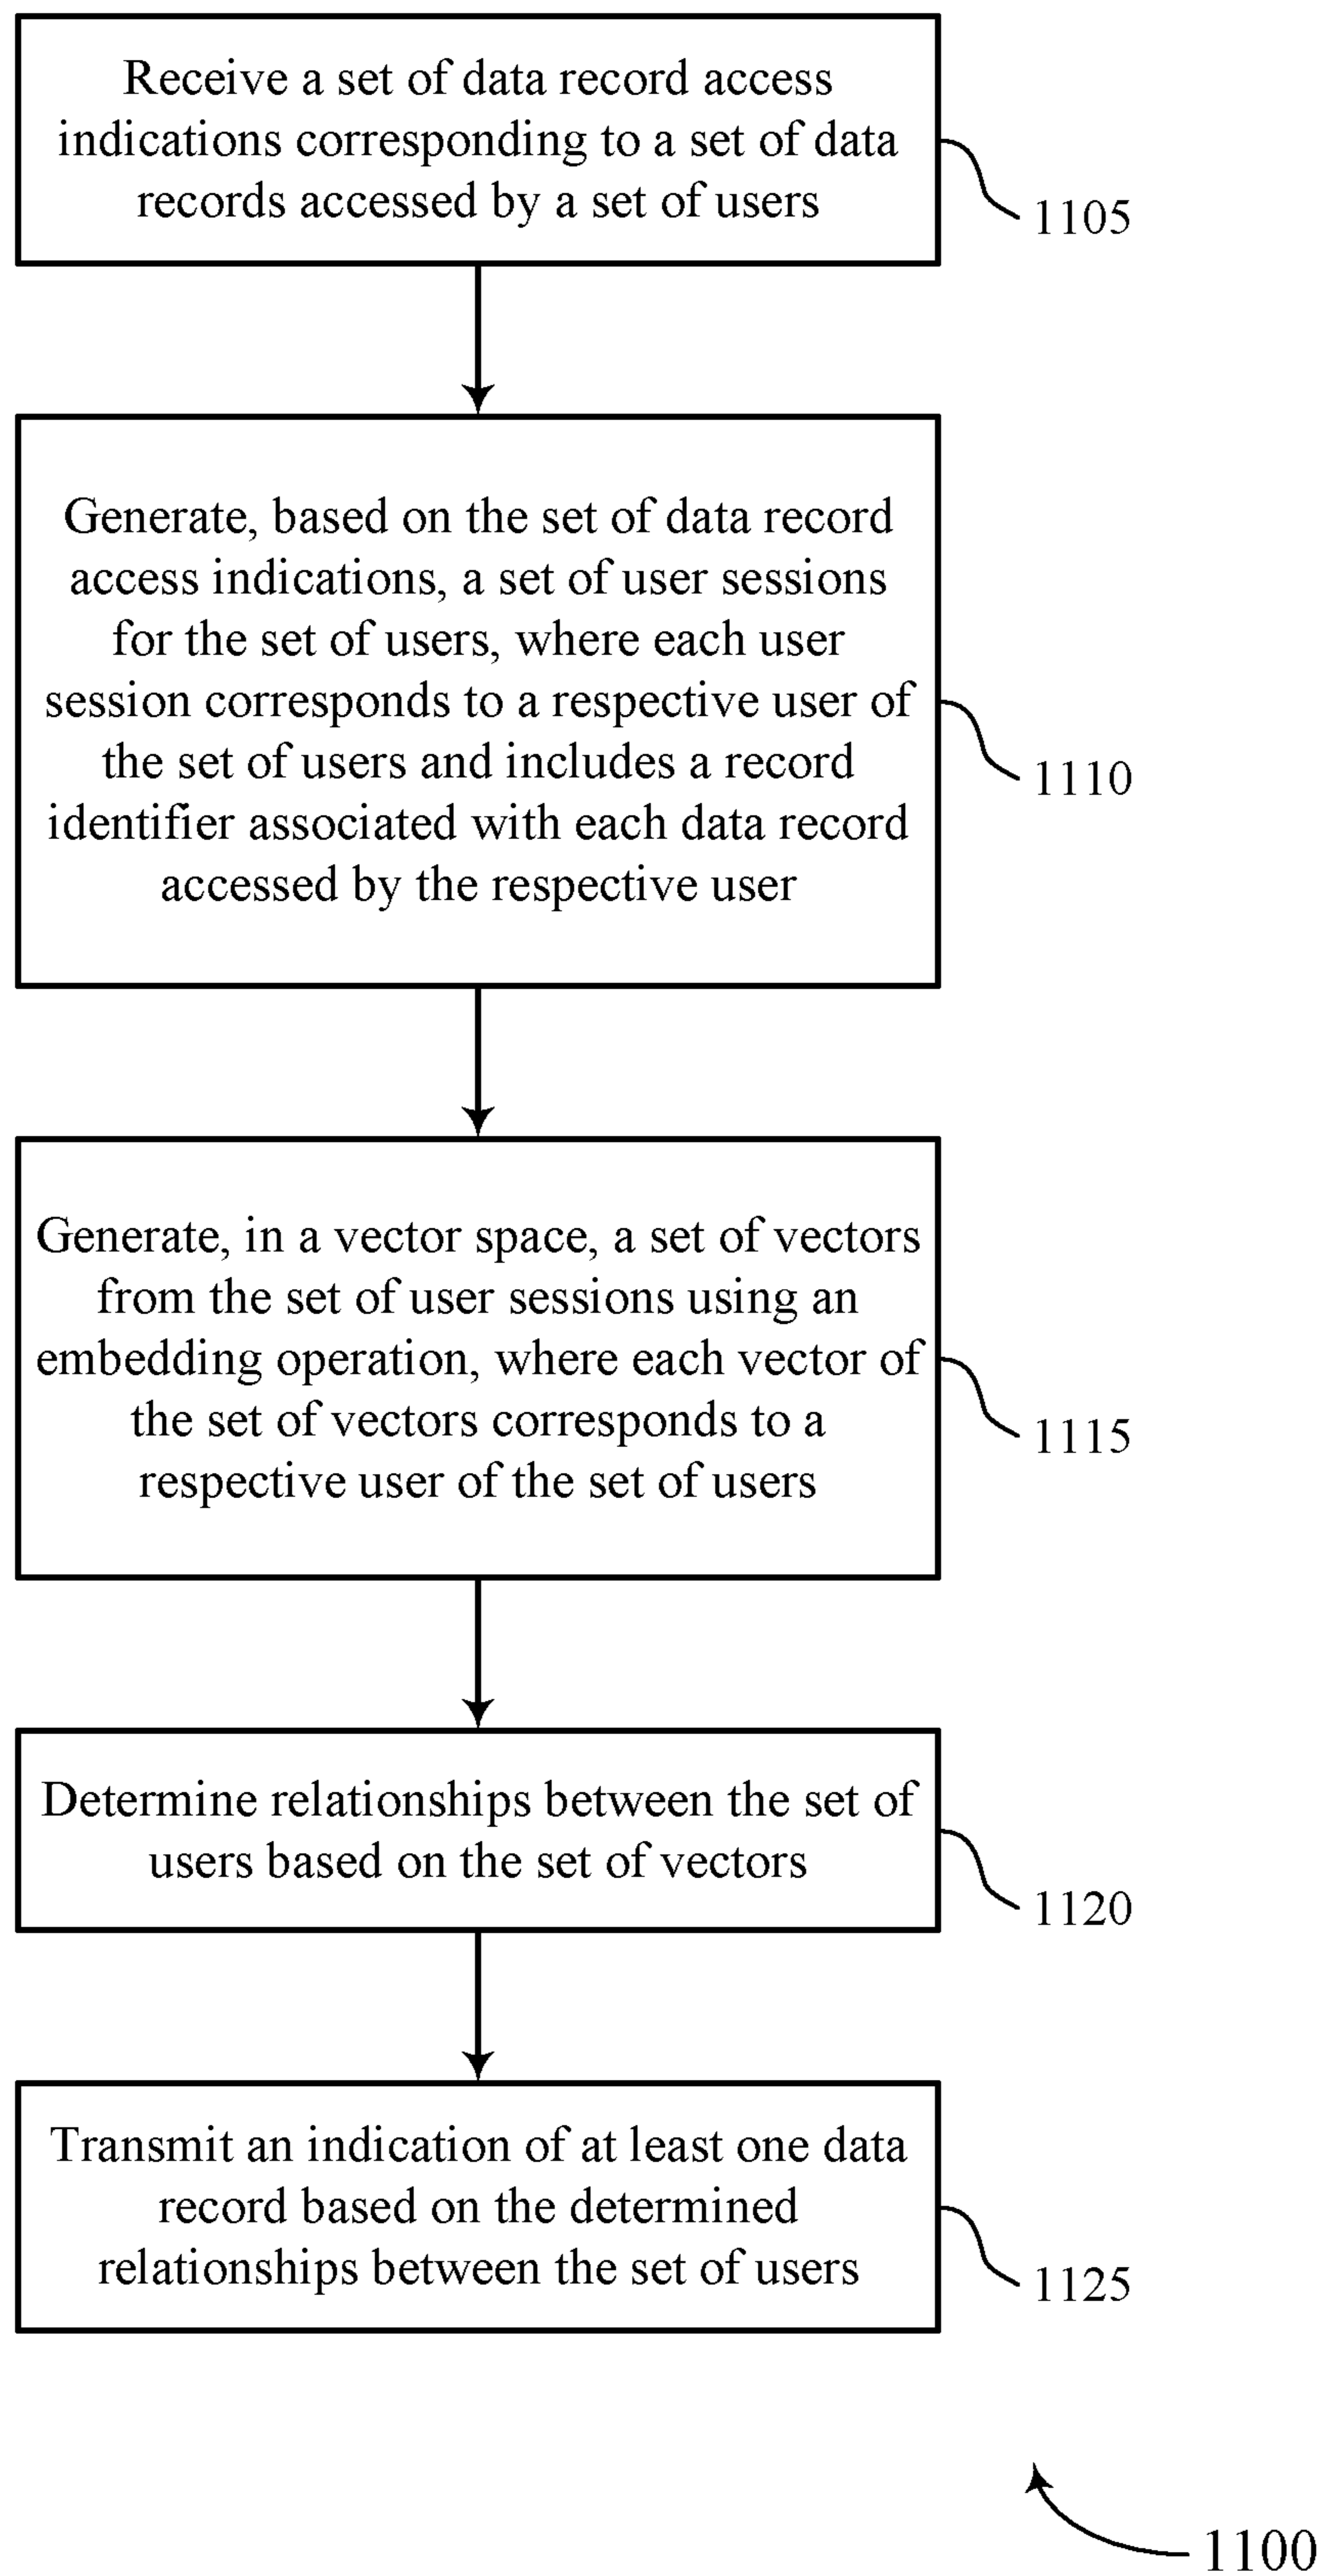 Receive a set of data record access
indications corresponding to a set of data
records accessed by a set of users
1105
Generate, based on the set of data record
access indications, a set of user sessions
for the set of users, where each user
session corresponds to a respective user of
the set of users and includes a record
identifier associated with each data record
accessed by the respective user
1110
Generate, in a vector space, a set of vectors
from the set of user sessions using an
embedding operation, where each vector of
the set of vectors corresponds to a
respective user of the set of users
1115
Determine relationships between the set of
users based on the set of vectors
1120
Transmit an indication of at least one data
record based on the determined
relationships between the set of users
1125
1100